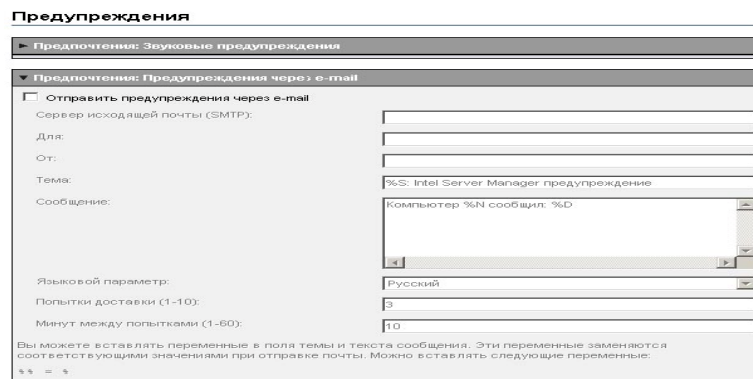 Предупреждения
Предпочтения: Звуковые предупреждения
Предпочтения: Предупреждения через e-mail
Отправить предупреждения через e-mail
Сервер исходящей почты (SMTP):
Для:
От:
Тема: %S: Intel Server Manager предупреждение
Сообщение: Компьютер %N сообщил: %D
Языковой параметр: Русский
Попытки доставки (1-10): 3
Минут между попытками (1-60): 10
Вы можете вставлять переменные в поля темы и текста сообщения. Эти переменные заменяются
соответствующими значениями при отправке почты. Можно вставлять следующие переменные:
%% = %